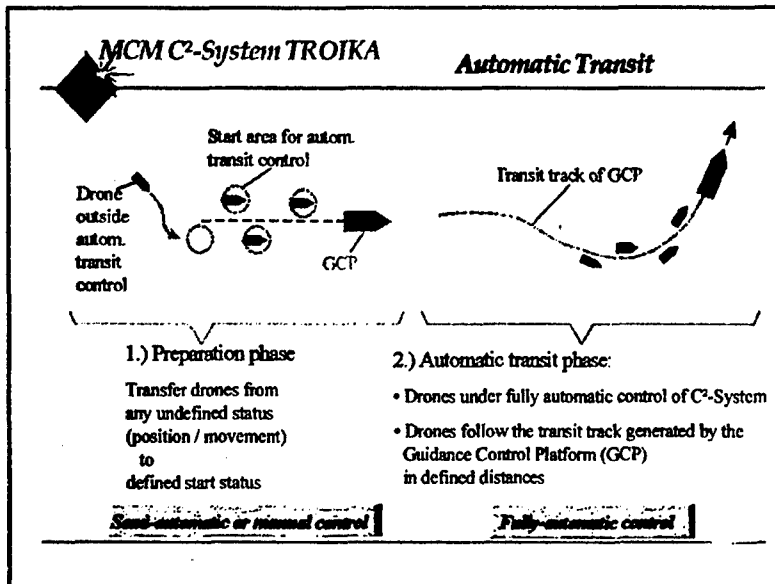 MCM C²-System TROIKA
Automatic Transit
Start area for autom.
transit control
Drone
outside
autom.
transit
control
GCP
Transit track of GCP
1.) Preparation phase
Transfer drones from
any undefined status
(position / movement)
to
defined start status
Semi-automatic or manual control
2.) Automatic transit phase:
• Drones under fully automatic control of C²-System
• Drones follow the transit track generated by the
Guidance Control Platform (GCP)
in defined distances
Fully-automatic control